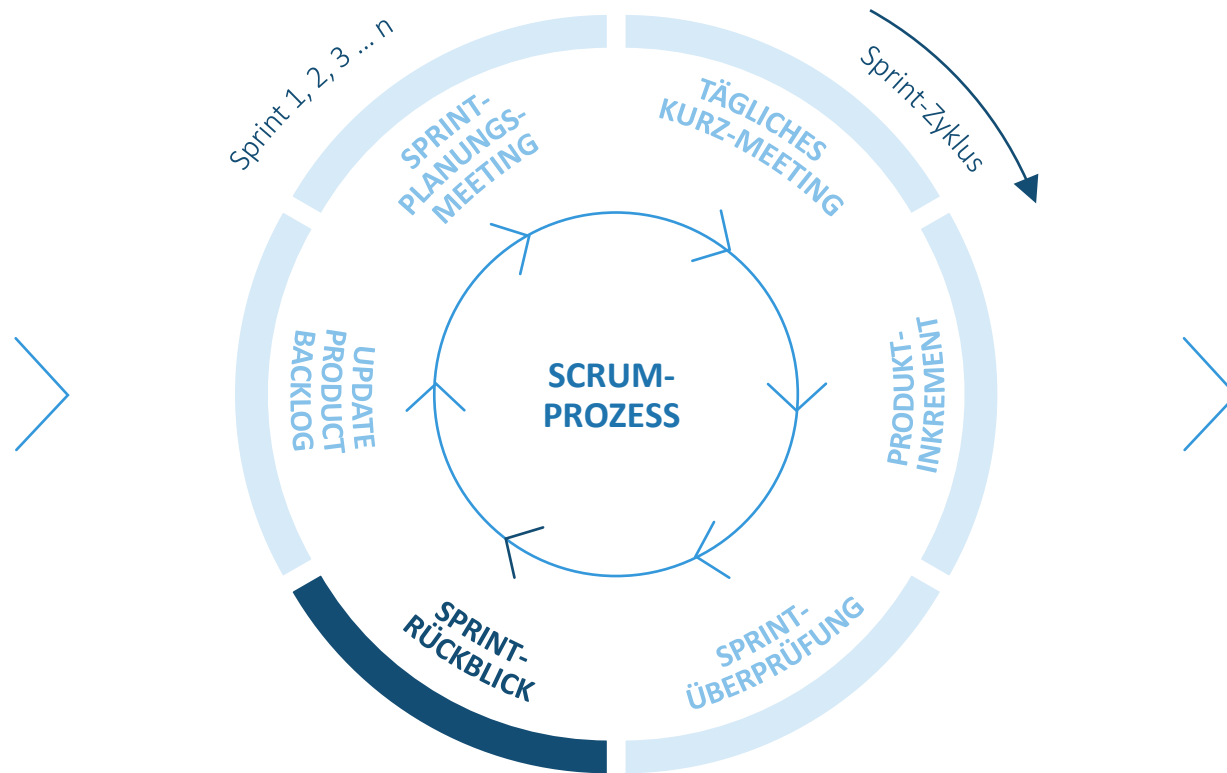 Sprint 1, 2, 3 ... n
Sprint-Zyklus
SPRINT-
PLANUNGS-
MEETING
TÄGLICHES
KURZ-MEETING
PRODUKT-
INKREMENT
SPRINT-
ÜBERPRÜFUNG
SPRINT-
RÜCKBLICK
UPDATE
PRODUCT
BACKLOG
SCRUM-
PROZESS